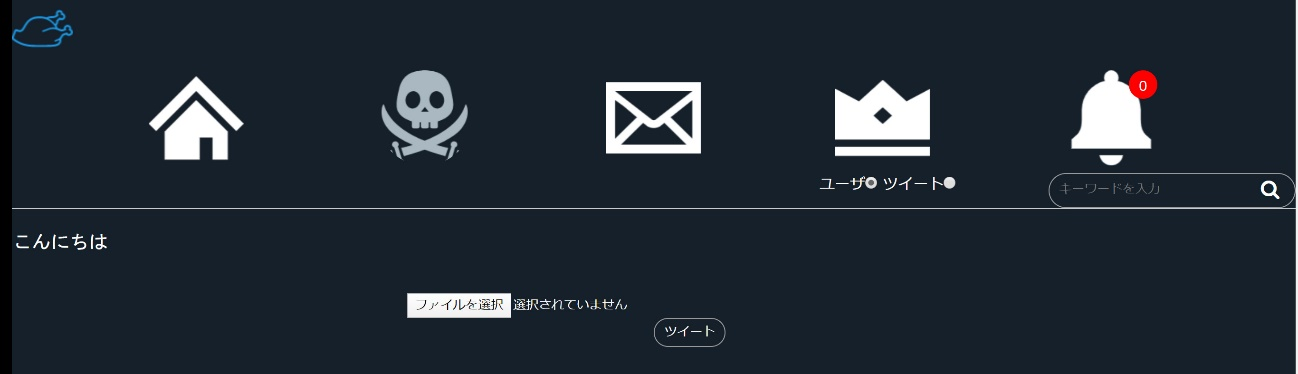 0
ユーザ ツイート
キーワードを入力
こんにちは
ファイルを選択 選択されていません
ツイート